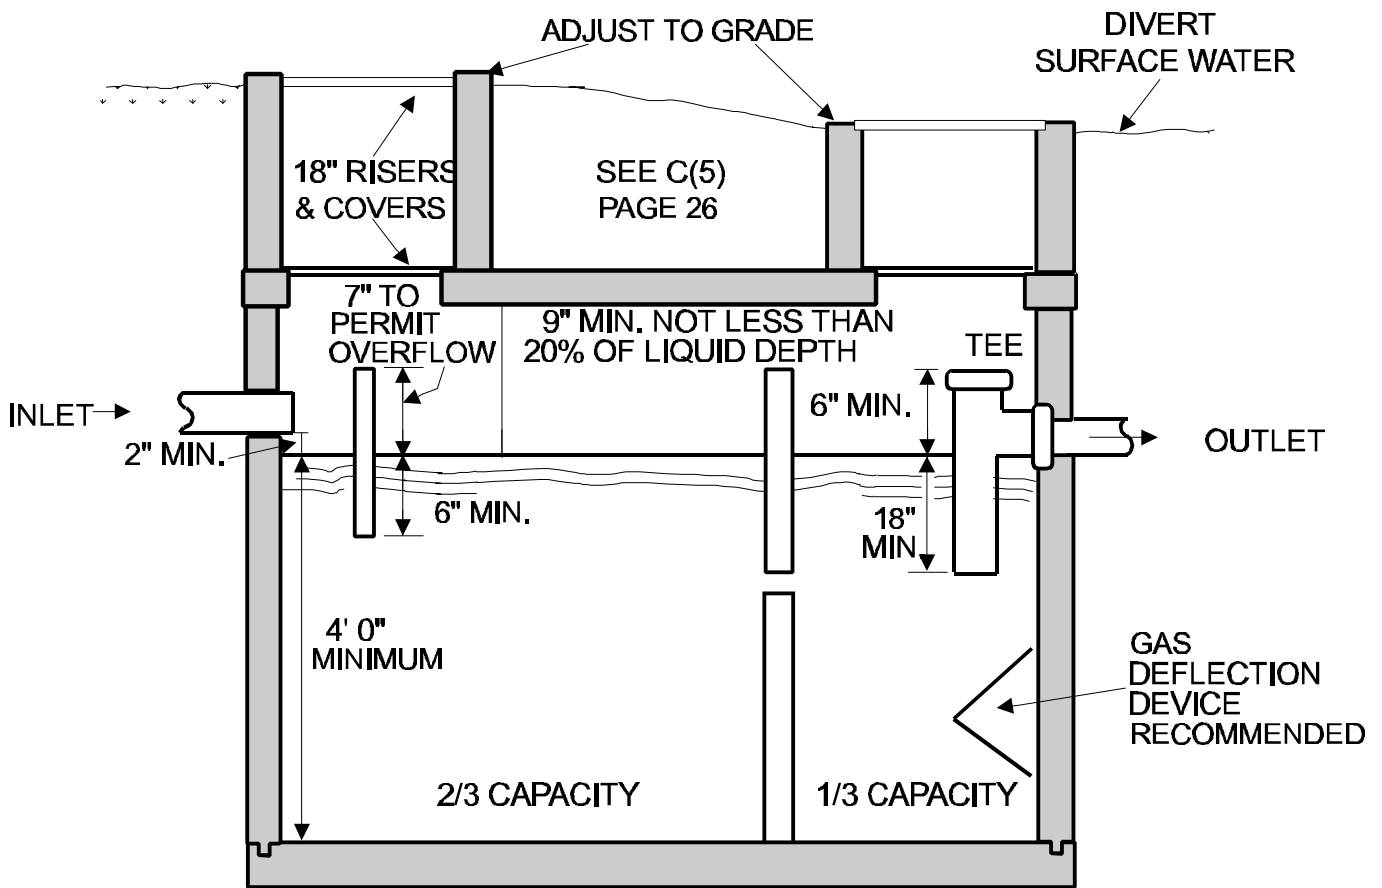 ADJUST TO GRADE
DIVERT
SURFACE WATER
18" RISERS
& COVERS
SEE C(5)
PAGE 26
7" TO
PERMIT
OVERFLOW
9" MIN. NOT LESS THAN
20% OF LIQUID DEPTH
TEE
INLET
6" MIN.
2" MIN.
OUTLET
6" MIN.
18"
MIN
4' 0"
MINIMUM
GAS
DEFLECTION
DEVICE
RECOMMENDED
2/3 CAPACITY
1/3 CAPACITY